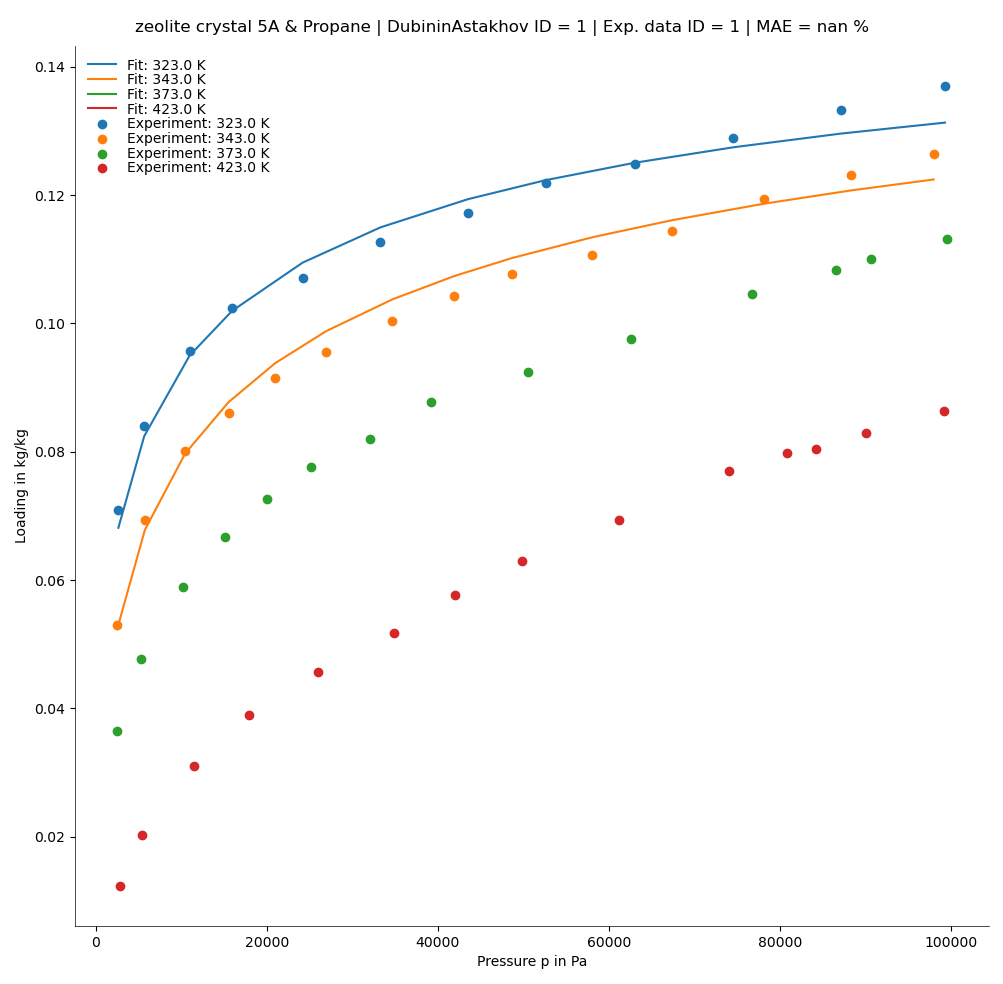 zeolite crystal 5A & Propane | DubininAstakhov ID = 1 | Exp. data ID = 1 | MAE = nan %
Fit: 323.0 K
Fit: 343.0 K
Fit: 373.0 K
Fit: 423.0 K
Experiment: 323.0 K
Experiment: 343.0 K
Experiment: 373.0 K
Experiment: 423.0 K
0.14
0.12
0.10
0.08
0.06
0.04
0.02
Loading in kg/kg
0
20000
40000
60000
80000
100000
Pressure p in Pa